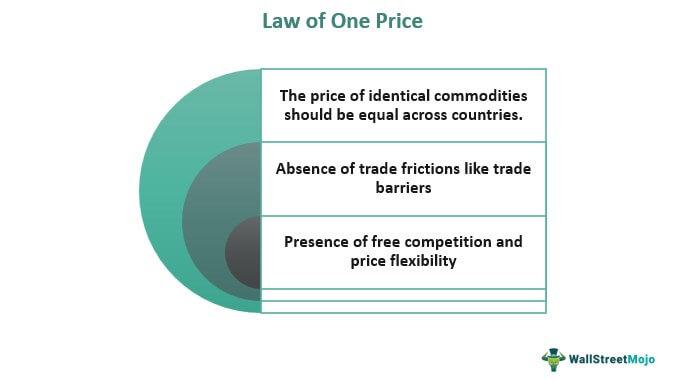 Law of One Price
The price of identical commodities
should be equal across countries.
Absence of trade frictions like trade
barriers
Presence of free competition and
price flexibility
WallStreetMojo